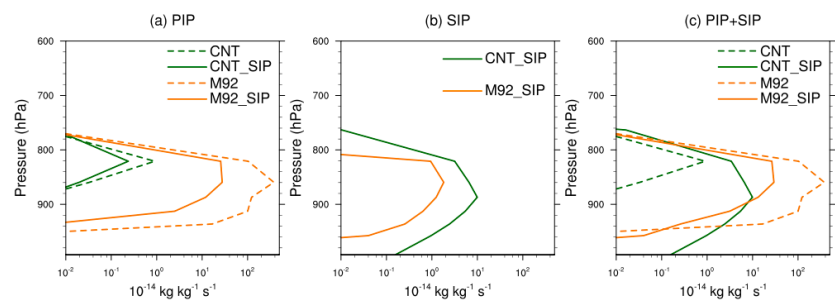 (a) PIP
(b) SIP
(c) PIP+SIP
600
700
800
900
Pressure (hPa)
CNT
CNT_SIP
M92
M92_SIP
10-2 10-1 100 101 102
10-14 kg kg-1 s-1
600
700
800
900
CNT_SIP
M92_SIP
10-2 10-1 100 101 102
10-14 kg kg-1 s-1
600
700
800
900
Pressure (hPa)
CNT
CNT_SIP
M92
M92_SIP
10-2 10-1 100 101 102
10-14 kg kg-1 s-1